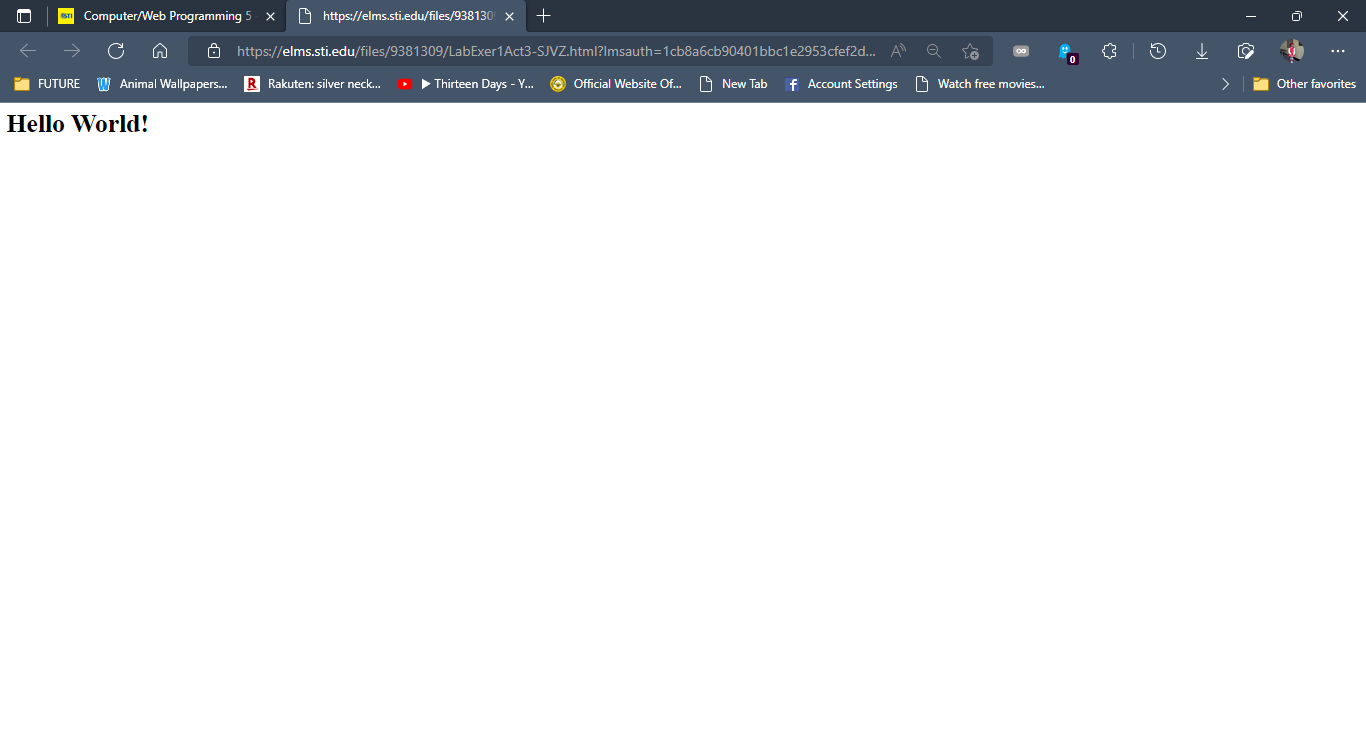 STI Computer/Web Programming 5
https://elms.sti.edu/files/938130
https://elms.sti.edu/files/9381309/LabExer1Act3-SJVZ.html?lmsauth=1cb8a6cb90401bbc1e2953cfef2d... A 0
FUTURE W Animal Wallpapers... R Rakuten: silver neck... ▶ Thirteen Days - Y... Official Website Of... New Tab f Account Settings Watch free movies... Other favorites
Hello World!